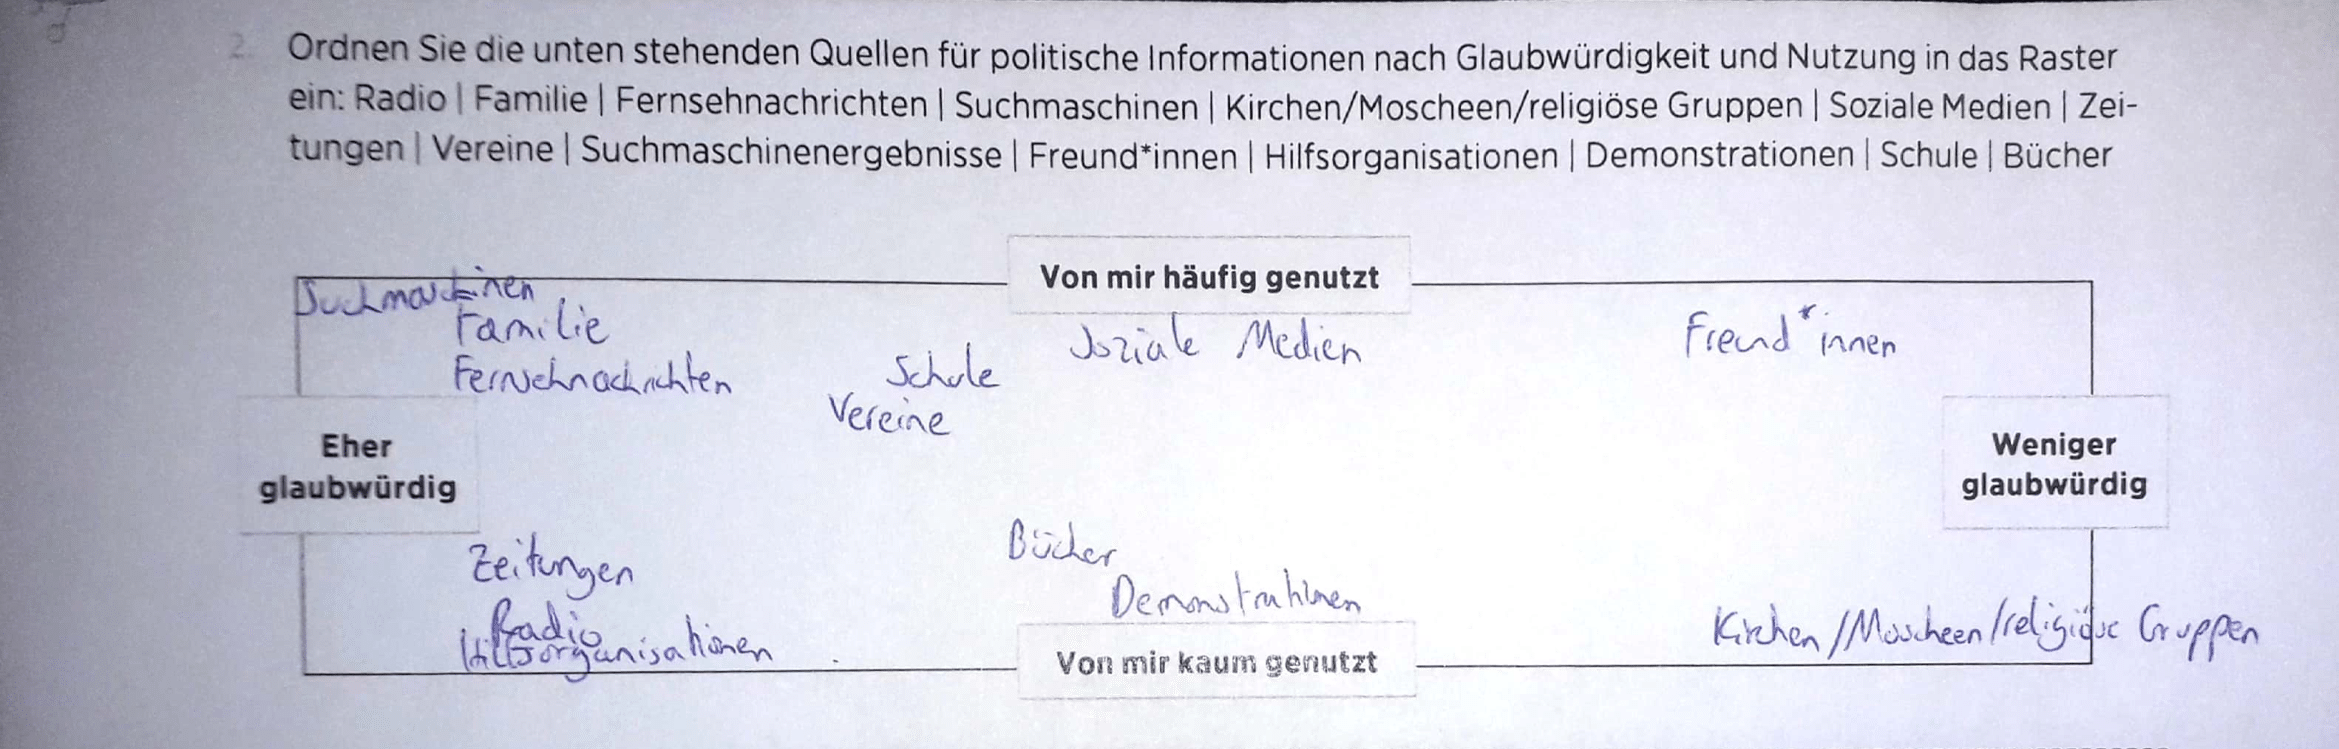 2. Ordnen Sie die unten stehenden Quellen für politische Informationen nach Glaubwürdigkeit und Nutzung in das Raster
ein: Radio | Familie | Fernsehnachrichten | Suchmaschinen | Kirchen/Moscheen/religiöse Gruppen | Soziale Medien | Zei-
tungen | Vereine | Suchmaschinenergebnisse | Freund*innen | Hilfsorganisationen | Demonstrationen | Schule | Bücher
Von mir häufig genutzt
Suchmaschinen
Familie
Soziale Medien
Freund*innen
Fernsehnachrichten
Schule
Vereine
Eher
glaubwürdig
Weniger
glaubwürdig
Zeitungen
Bücher
Demonstrationen
Radio
Hilfsorganisationen
Kirchen/Moscheen/religiöse Gruppen
Von mir kaum genutzt